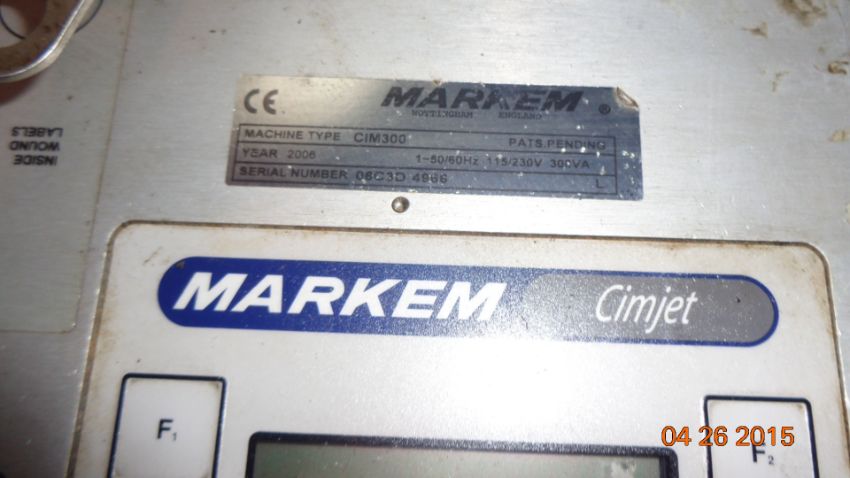 CE MARKEM ®
NOTTINGHAM ENGLAND
MACHINE TYPE CIM300 PATS.PENDING
YEAR 2006 1~50/60Hz 115/230V 300VA
SERIAL NUMBER 06C3D 4966 L
INSIDE
WOUND
LABELS
MARKEM Cimjet
F1
F2
04 26 2015